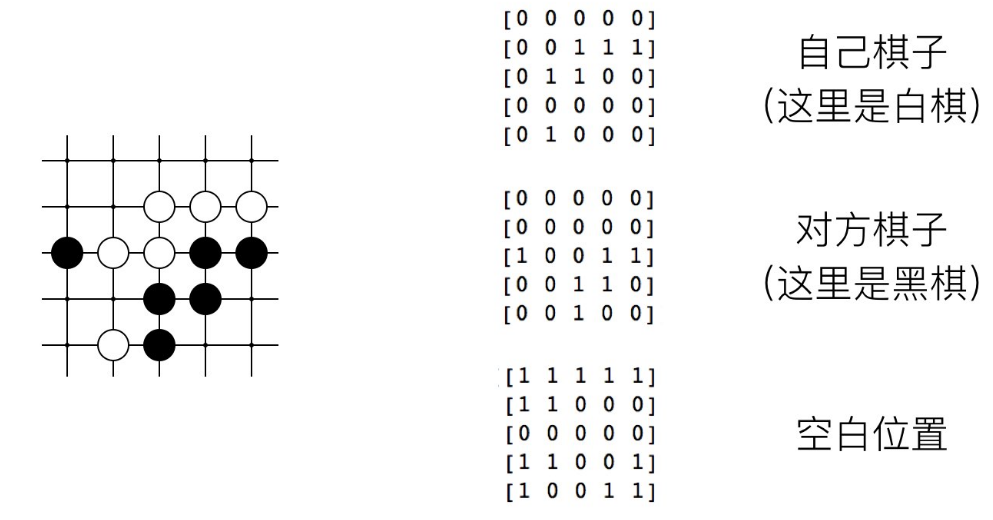 [0 0 0 0 0]
[0 0 1 1 1]
[0 1 1 0 0]
[0 0 0 0 0]
[0 1 0 0 0]
自己棋子
(这里是白棋)
[0 0 0 0 0]
[0 0 0 0 0]
[1 0 0 1 1]
[0 0 1 1 0]
[0 0 1 0 0]
对方棋子
(这里是黑棋)
[1 1 1 1 1]
[1 1 0 0 0]
[0 0 0 0 0]
[1 1 0 0 1]
[1 0 0 1 1]
空白位置